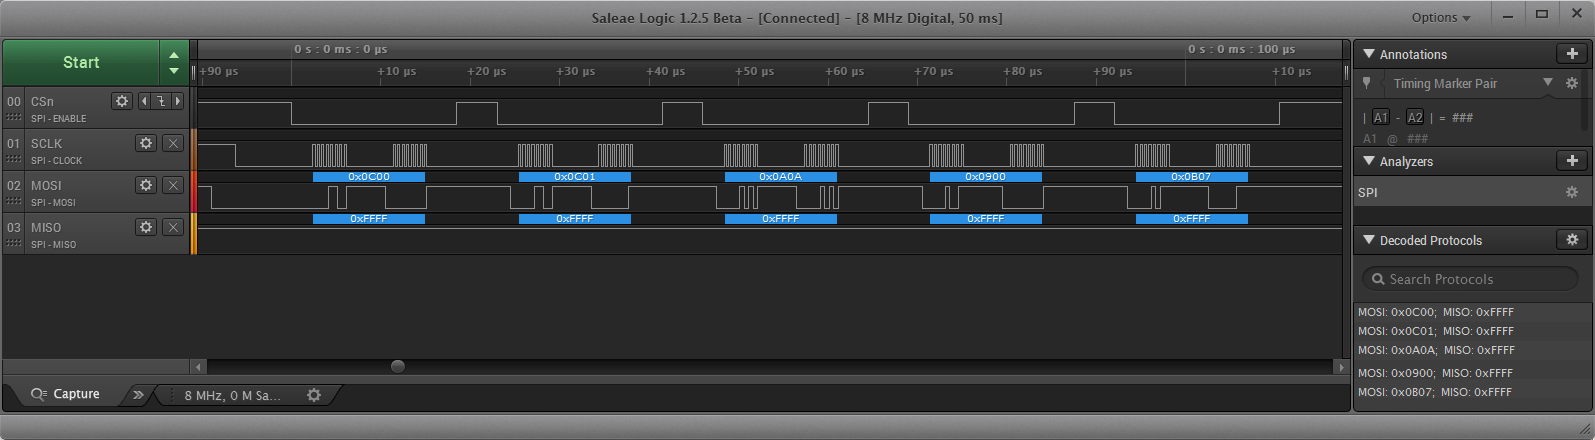 Saleae Logic 1.2.5 Beta - [Connected] - [8 MHz Digital, 50 ms]
Options
Start
0 s : 0 ms : 0 µs
0 s : 0 ms : 100 µs
+90 µs
+10 µs
+20 µs
+30 µs
+40 µs
+50 µs
+60 µs
+70 µs
+80 µs
+90 µs
+10 µs
00 CSn
SPI - ENABLE
01 SCLK
SPI - CLOCK
0x0C00
0x0C01
0x0A0A
0x0900
0x0B07
02 MOSI
SPI - MOSI
0xFFFF
0xFFFF
0xFFFF
0xFFFF
0xFFFF
03 MISO
SPI - MISO
Annotations
Timing Marker Pair
| A1 - A2 | = ###
A1 @ ###
Analyzers
SPI
Decoded Protocols
Search Protocols
MOSI: 0x0C00; MISO: 0xFFFF
MOSI: 0x0C01; MISO: 0xFFFF
MOSI: 0x0A0A; MISO: 0xFFFF
MOSI: 0x0900; MISO: 0xFFFF
MOSI: 0x0B07; MISO: 0xFFFF
Capture
8 MHz, 0 M Sa...